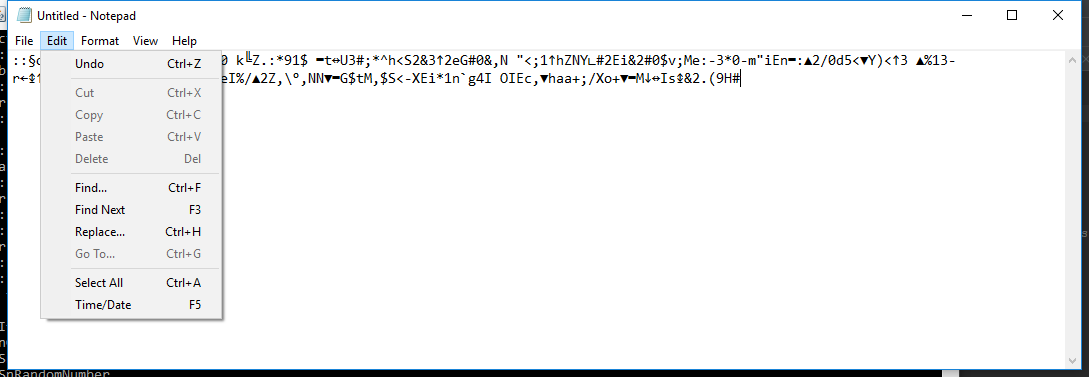 Untitled - Notepad
File Edit Format View Help
0 k╚Z.:*91$ ▬t↔U3#;*^h<S2&3↑2eG#0&,N "<;1↑hZNY∟#2Ei&2#0$v;Me:-3*0-m"iEn▬:▲2/0d5<▼Y)<↑3 ▲%13-
eI%/▲2Z,\°,NN▼▬G$tM,$S<-XEi*1n`g4I OIEc,▼haa+;/Xo+▼▬M↓↔Is↨&2.(9H#
Undo Ctrl+Z
Cut Ctrl+X
Copy Ctrl+C
Paste Ctrl+V
Delete Del
Find... Ctrl+F
Find Next F3
Replace... Ctrl+H
Go To... Ctrl+G
Select All Ctrl+A
Time/Date F5
SpRandomNumber